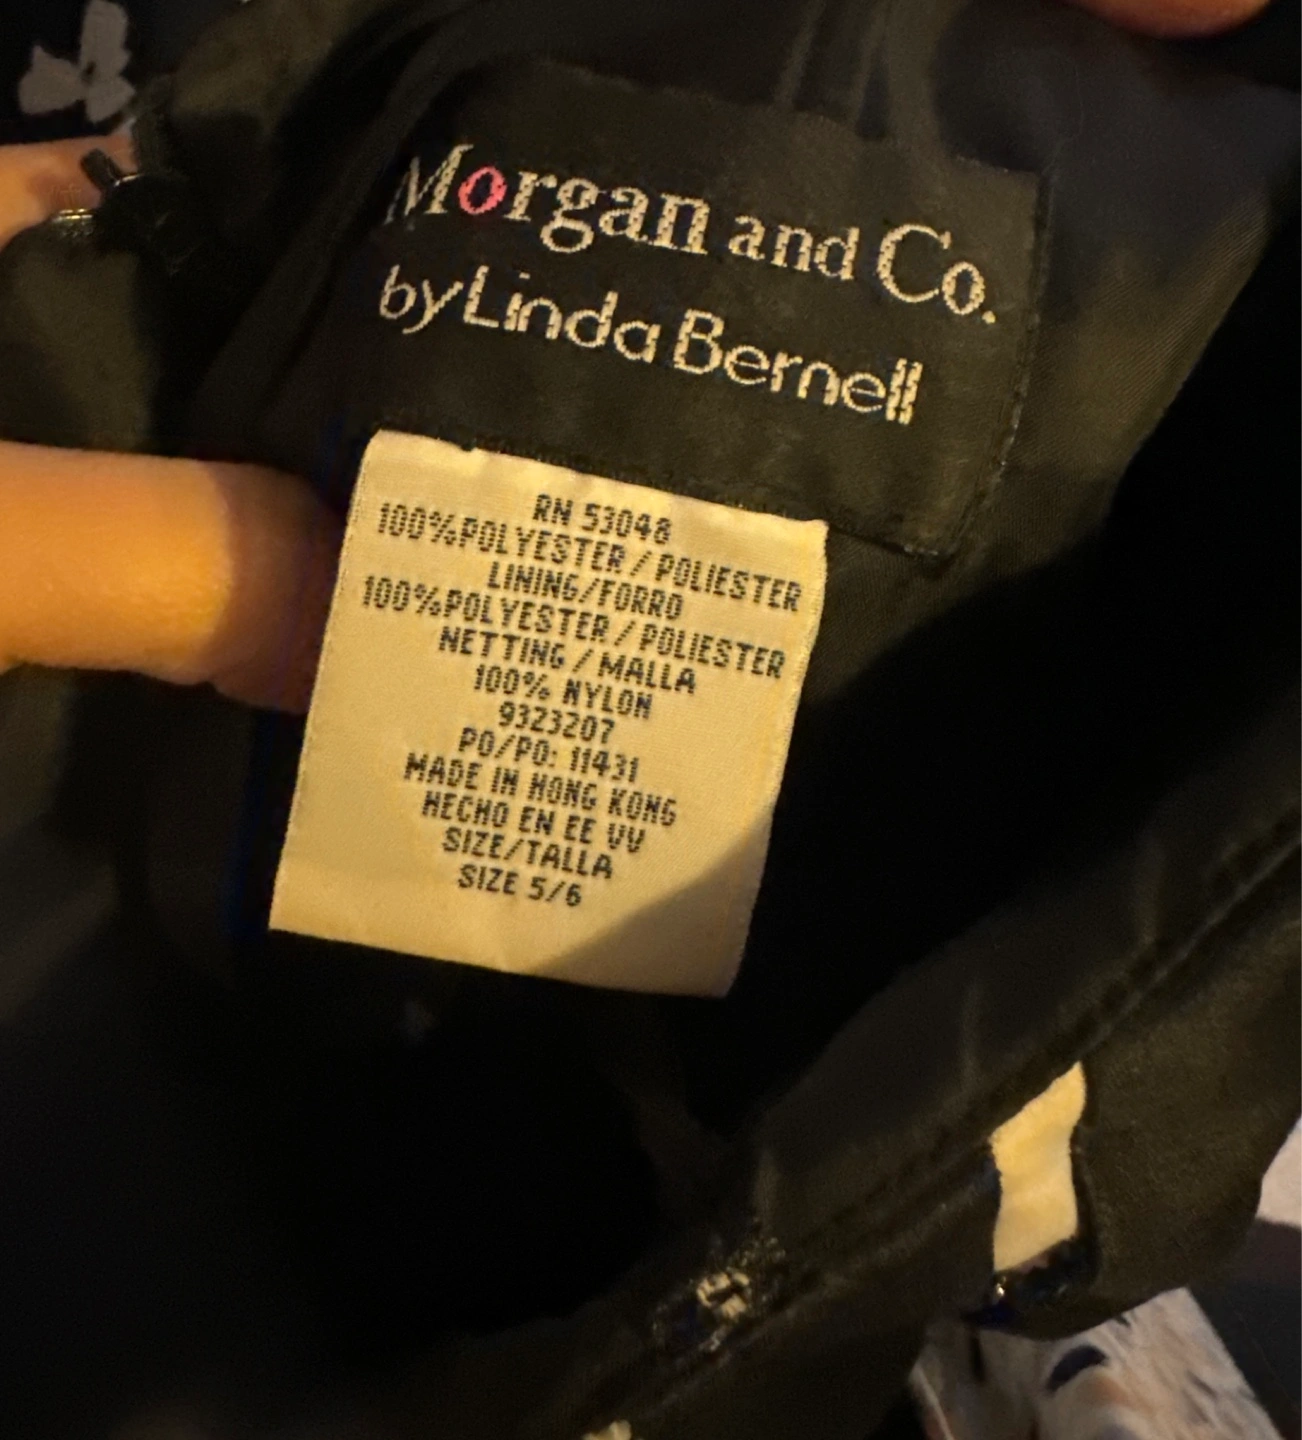 Morgan and Co.
by Linda Bernell
RN 53048
100%POLYESTER / POLIESTER
LINING/FORRO
100%POLYESTER / POLIESTER
NETTING / MALLA
100% NYLON
9323207
PO/PO: 11431
MADE IN HONG KONG
HECHO EN EE VV
SIZE/TALLA
SIZE 5/6